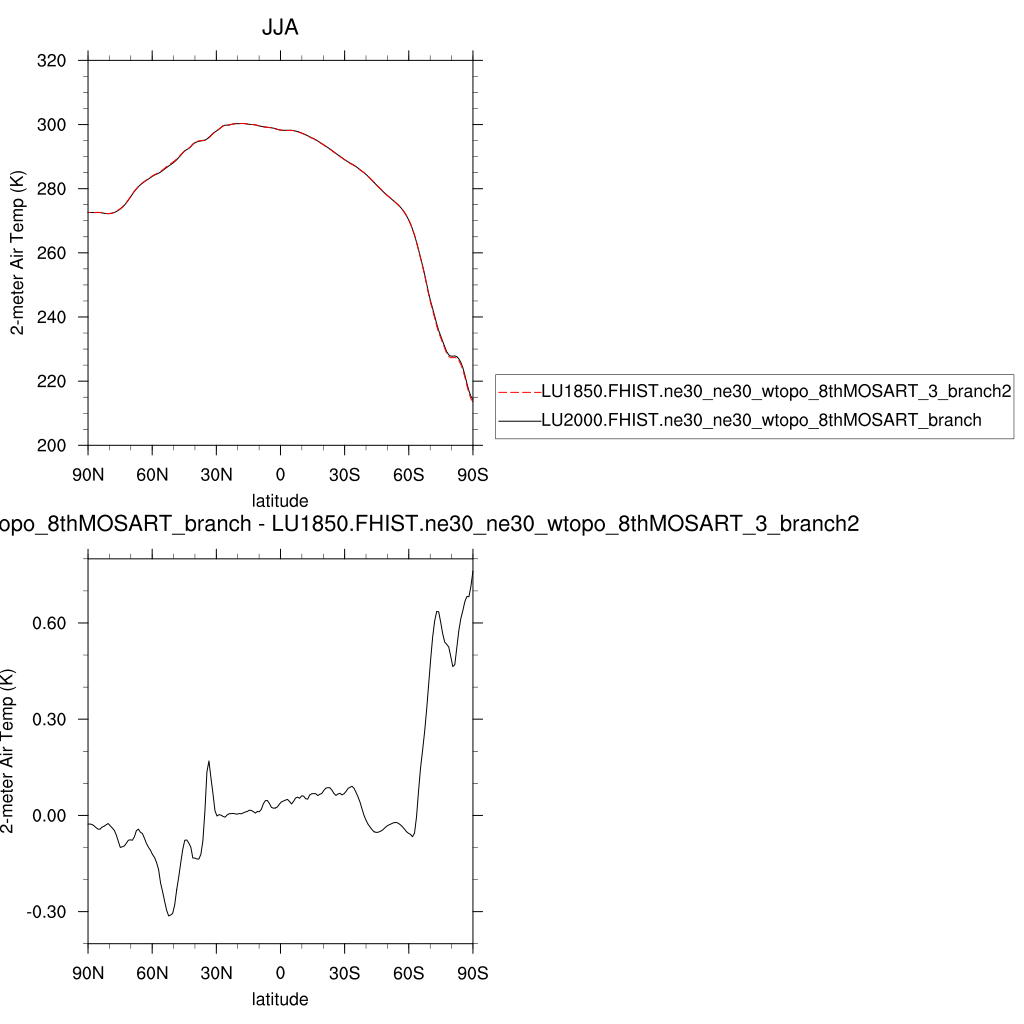 JJA
320
300
280
260
240
220
200
2-meter Air Temp (K)
90N 60N 30N 0 30S 60S 90S
latitude
LU1850.FHIST.ne30_ne30_wtopo_8thMOSART_3_branch2
LU2000.FHIST.ne30_ne30_wtopo_8thMOSART_branch
opo_8thMOSART_branch - LU1850.FHIST.ne30_ne30_wtopo_8thMOSART_3_branch2
0.60
0.30
0.00
-0.30
2-meter Air Temp (K)
90N 60N 30N 0 30S 60S 90S
latitude